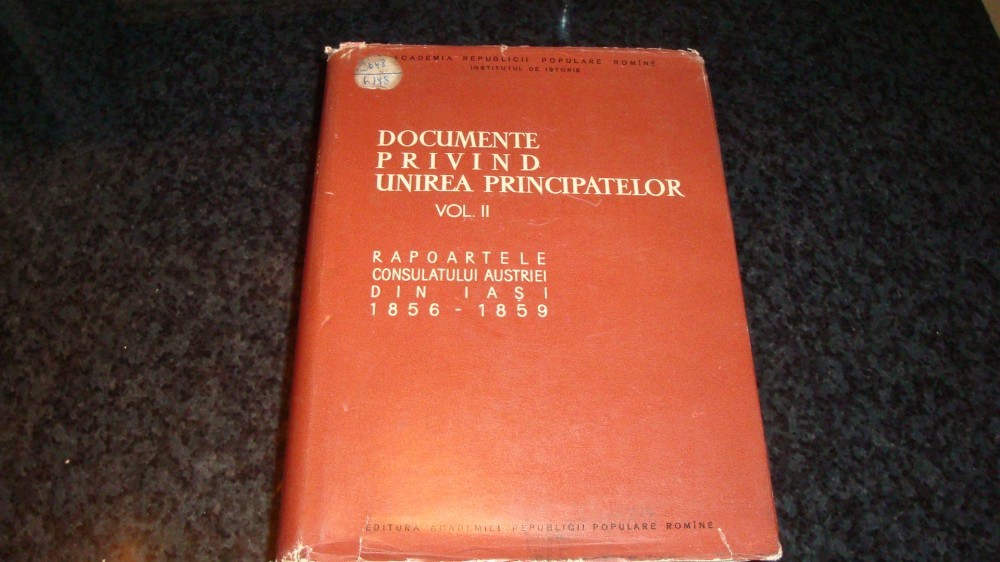 ACADEMIA REPUBLICII POPULARE ROMÎNE
INSTITUTUL DE ISTORIE
DOCUMENTE
PRIVIND
UNIREA PRINCIPATELOR
VOL. II
RAPOARTELE
CONSULATULUI AUSTRIEI
DIN IAȘI
1856 - 1859
EDITURA ACADEMIEI REPUBLICII POPULARE ROMÎNE